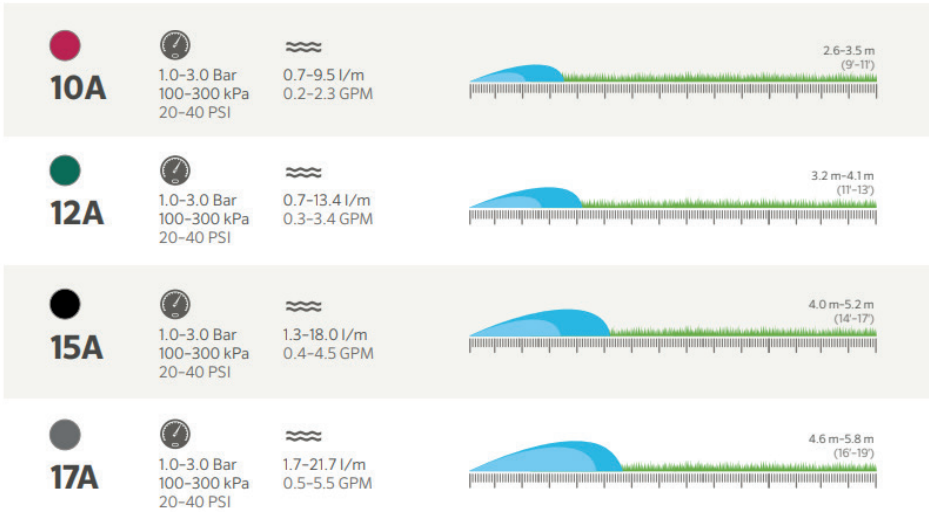 10A
1.0–3.0 Bar
100–300 kPa
20–40 PSI
0.7–9.5 l/m
0.2–2.3 GPM
2.6–3.5 m
(9'–11')
12A
1.0–3.0 Bar
100–300 kPa
20–40 PSI
0.7–13.4 l/m
0.3–3.4 GPM
3.2 m–4.1 m
(11'–13')
15A
1.0–3.0 Bar
100–300 kPa
20–40 PSI
1.3–18.0 l/m
0.4–4.5 GPM
4.0 m–5.2 m
(14'–17')
17A
1.0–3.0 Bar
100–300 kPa
20–40 PSI
1.7–21.7 l/m
0.5–5.5 GPM
4.6 m–5.8 m
(16'–19')